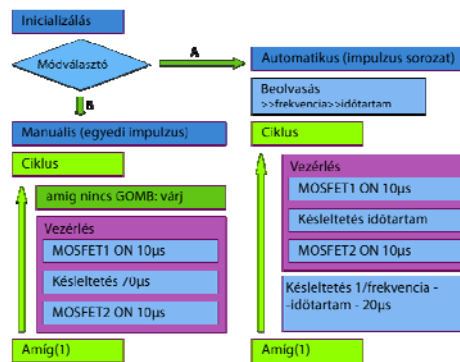 Inicializálás
Módválasztó
A
B
Manuális (egyedi impulzus)
Ciklus
amíg nincs GOMB: várj
Vezérlés
MOSFET1 ON 10µs
Késleltetés 70µs
MOSFET2 ON 10µs
Amíg(1)
Automatikus (impulzus sorozat)
Beolvasás
>>frekvencia>>időtartam
Ciklus
Vezérlés
MOSFET1 ON 10µs
Késleltetés időtartam
MOSFET2 ON 10µs
Késleltetés 1/frekvencia -
-időtartam - 20µs
Amíg(1)